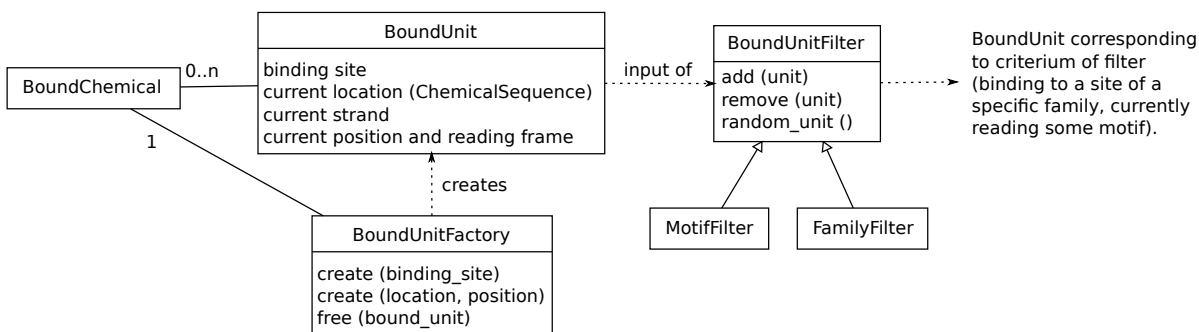 BoundUnit
binding site
current location (ChemicalSequence)
current strand
current position and reading frame
BoundChemical
0..n
1
creates
BoundUnitFactory
create (binding_site)
create (location, position)
free (bound_unit)
input of
BoundUnitFilter
add (unit)
remove (unit)
random_unit ()
MotifFilter
FamilyFilter
BoundUnit corresponding
to criterium of filter
(binding to a site of a
specific family, currently
reading some motif).